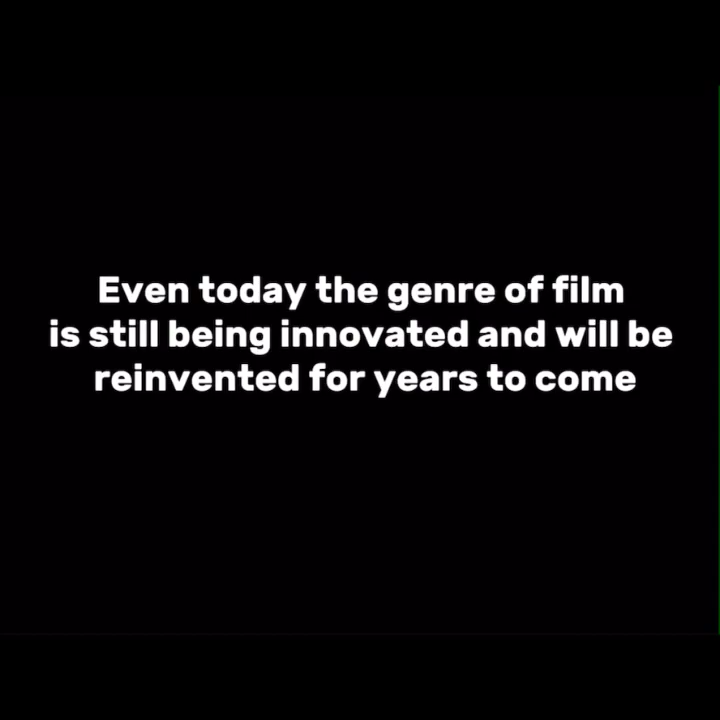 Even today the genre of film
is still being innovated and will be
reinvented for years to come